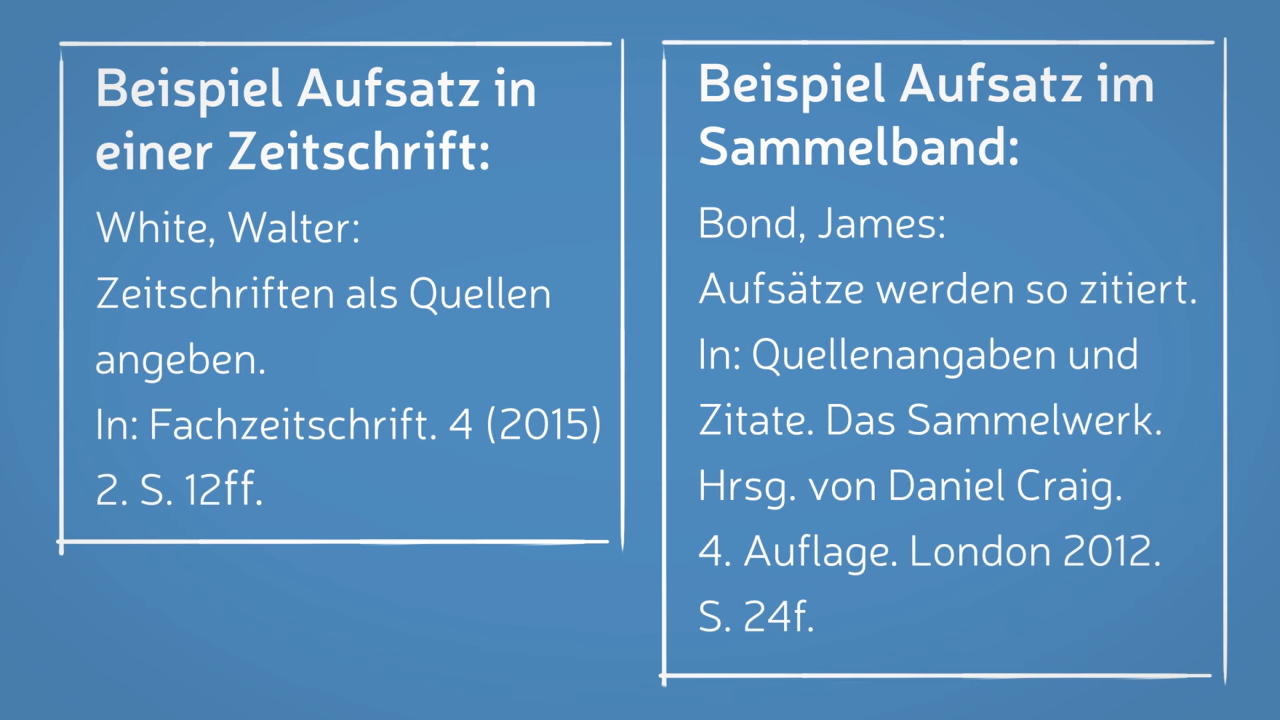 Beispiel Aufsatz in
einer Zeitschrift:
White, Walter:
Zeitschriften als Quellen
angeben.
In: Fachzeitschrift. 4 (2015)
2. S. 12ff.
Beispiel Aufsatz im
Sammelband:
Bond, James:
Aufsätze werden so zitiert.
In: Quellenangaben und
Zitate. Das Sammelwerk.
Hrsg. von Daniel Craig.
4. Auflage. London 2012.
S. 24f.